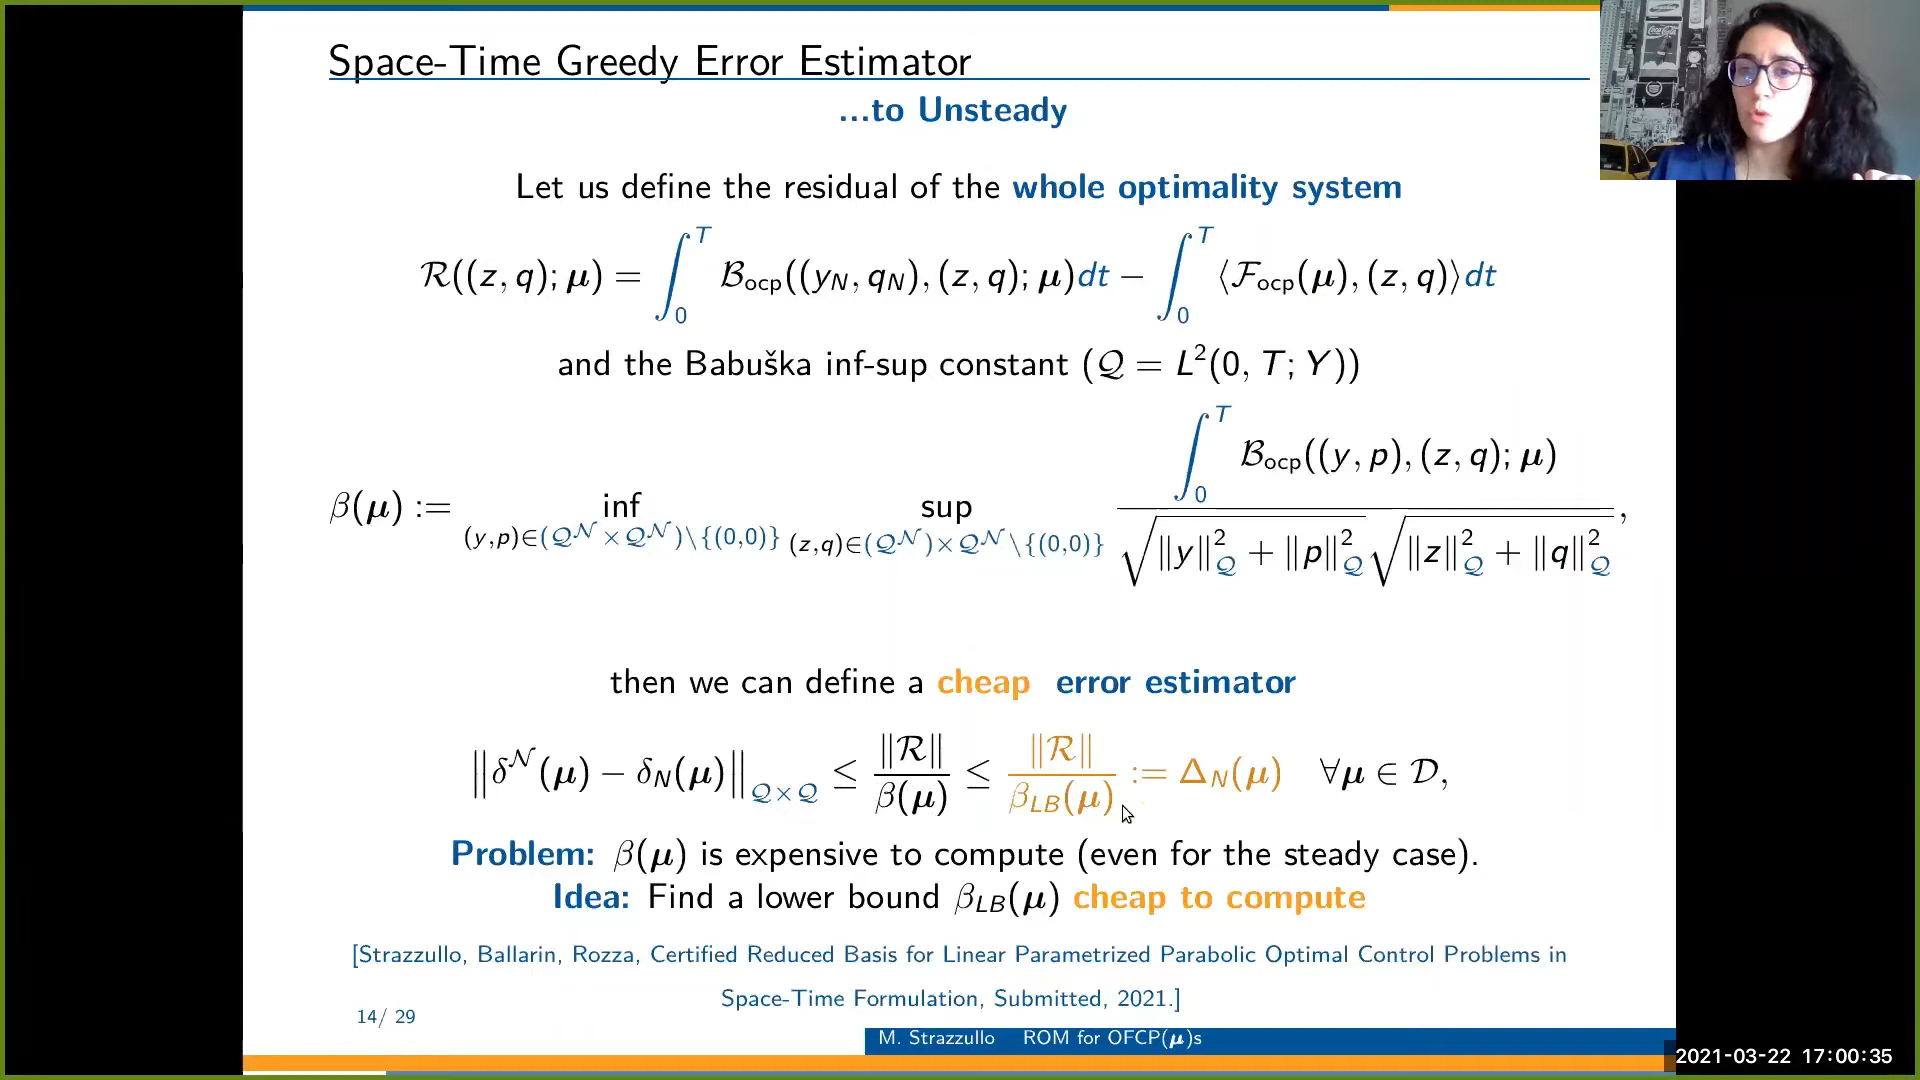 Space-Time Greedy Error Estimator
...to Unsteady
Let us define the residual of the whole optimality system
R((z, q); μ) = ∫₀ᵀ B_ocp((y_N, q_N), (z, q); μ)dt − ∫₀ᵀ ⟨F_ocp(μ), (z, q)⟩dt
and the Babuška inf-sup constant (Q = L²(0, T; Y))
β(μ) := inf_{(y,p)∈(Q^N×Q^N)\{(0,0)}} sup_{(z,q)∈(Q^N)×Q^N\{(0,0)}} ∫₀ᵀ B_ocp((y, p), (z, q); μ) / √(‖y‖²_Q + ‖p‖²_Q) √(‖z‖²_Q + ‖q‖²_Q),
then we can define a cheap error estimator
‖δ^N(μ) − δ_N(μ)‖_{Q×Q} ≤ ‖R‖/β(μ) ≤ ‖R‖/β_LB(μ) := Δ_N(μ) ∀μ ∈ D,
Problem: β(μ) is expensive to compute (even for the steady case).
Idea: Find a lower bound β_LB(μ) cheap to compute
[Strazzullo, Ballarin, Rozza, Certified Reduced Basis for Linear Parametrized Parabolic Optimal Control Problems in
Space-Time Formulation, Submitted, 2021.]
14/ 29
M. Strazzullo ROM for OFCP(μ)s
2021-03-22 17:00:35
Coca-Cola